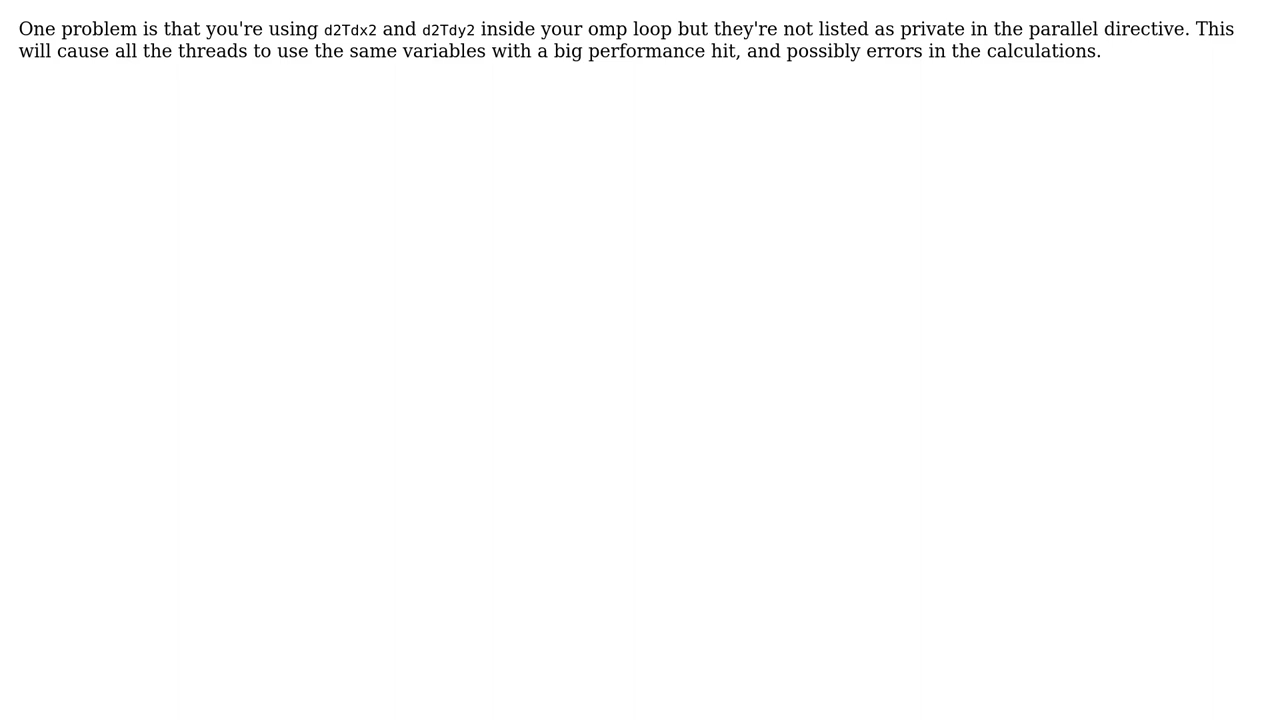 One problem is that you're using d2Tdx2 and d2Tdy2 inside your omp loop but they're not listed as private in the parallel directive. This
will cause all the threads to use the same variables with a big performance hit, and possibly errors in the calculations.